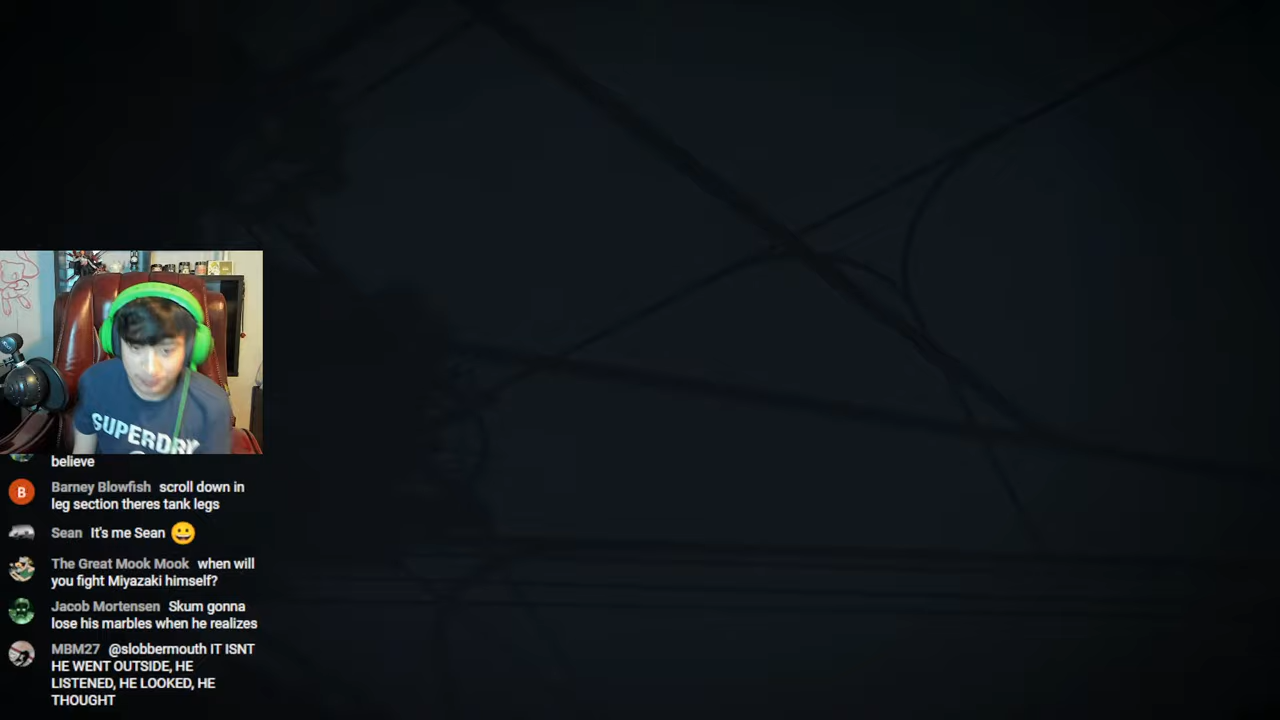 SUPERDRY
believe
Barney Blowfish scroll down in
leg section theres tank legs
Sean It's me Sean 😀
The Great Mook Mook when will
you fight Miyazaki himself?
Jacob Mortensen Skum gonna
lose his marbles when he realizes
MBM27 @slobbermouth IT ISNT
HE WENT OUTSIDE, HE
LISTENED, HE LOOKED, HE
THOUGHT